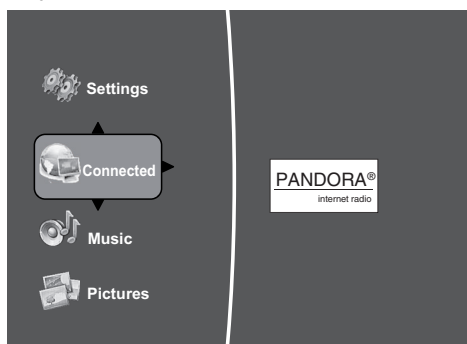 Settings
Connected
Music
Pictures
PANDORA®
internet radio